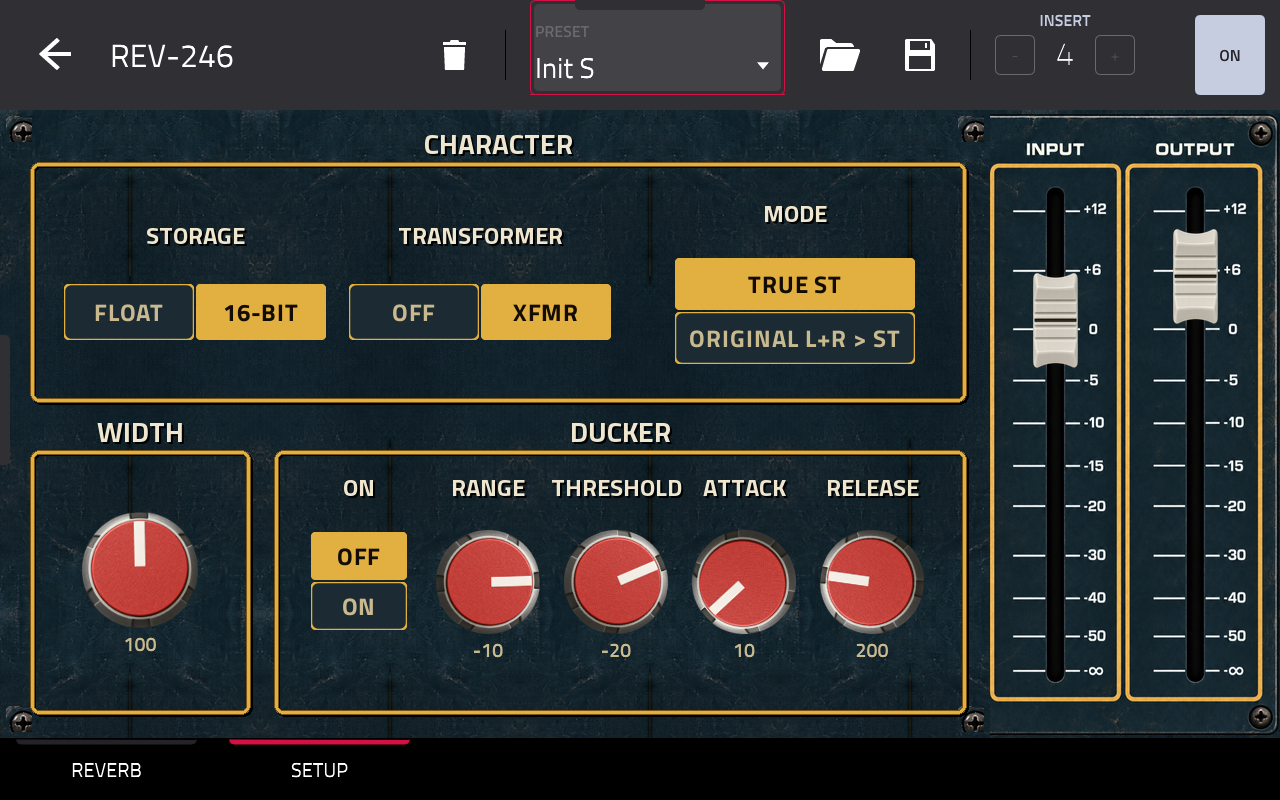 REV-246
PRESET
Init S
INSERT
-
4
+
ON
CHARACTER
STORAGE
FLOAT
16-BIT
TRANSFORMER
OFF
XFMR
MODE
TRUE ST
ORIGINAL L+R > ST
WIDTH
100
DUCKER
ON
OFF
ON
RANGE
-10
THRESHOLD
-20
ATTACK
10
RELEASE
200
INPUT
+12
+6
0
-5
-10
-15
-20
-30
-40
-50
-∞
OUTPUT
+12
+6
0
-5
-10
-15
-20
-30
-40
-50
-∞
REVERB
SETUP